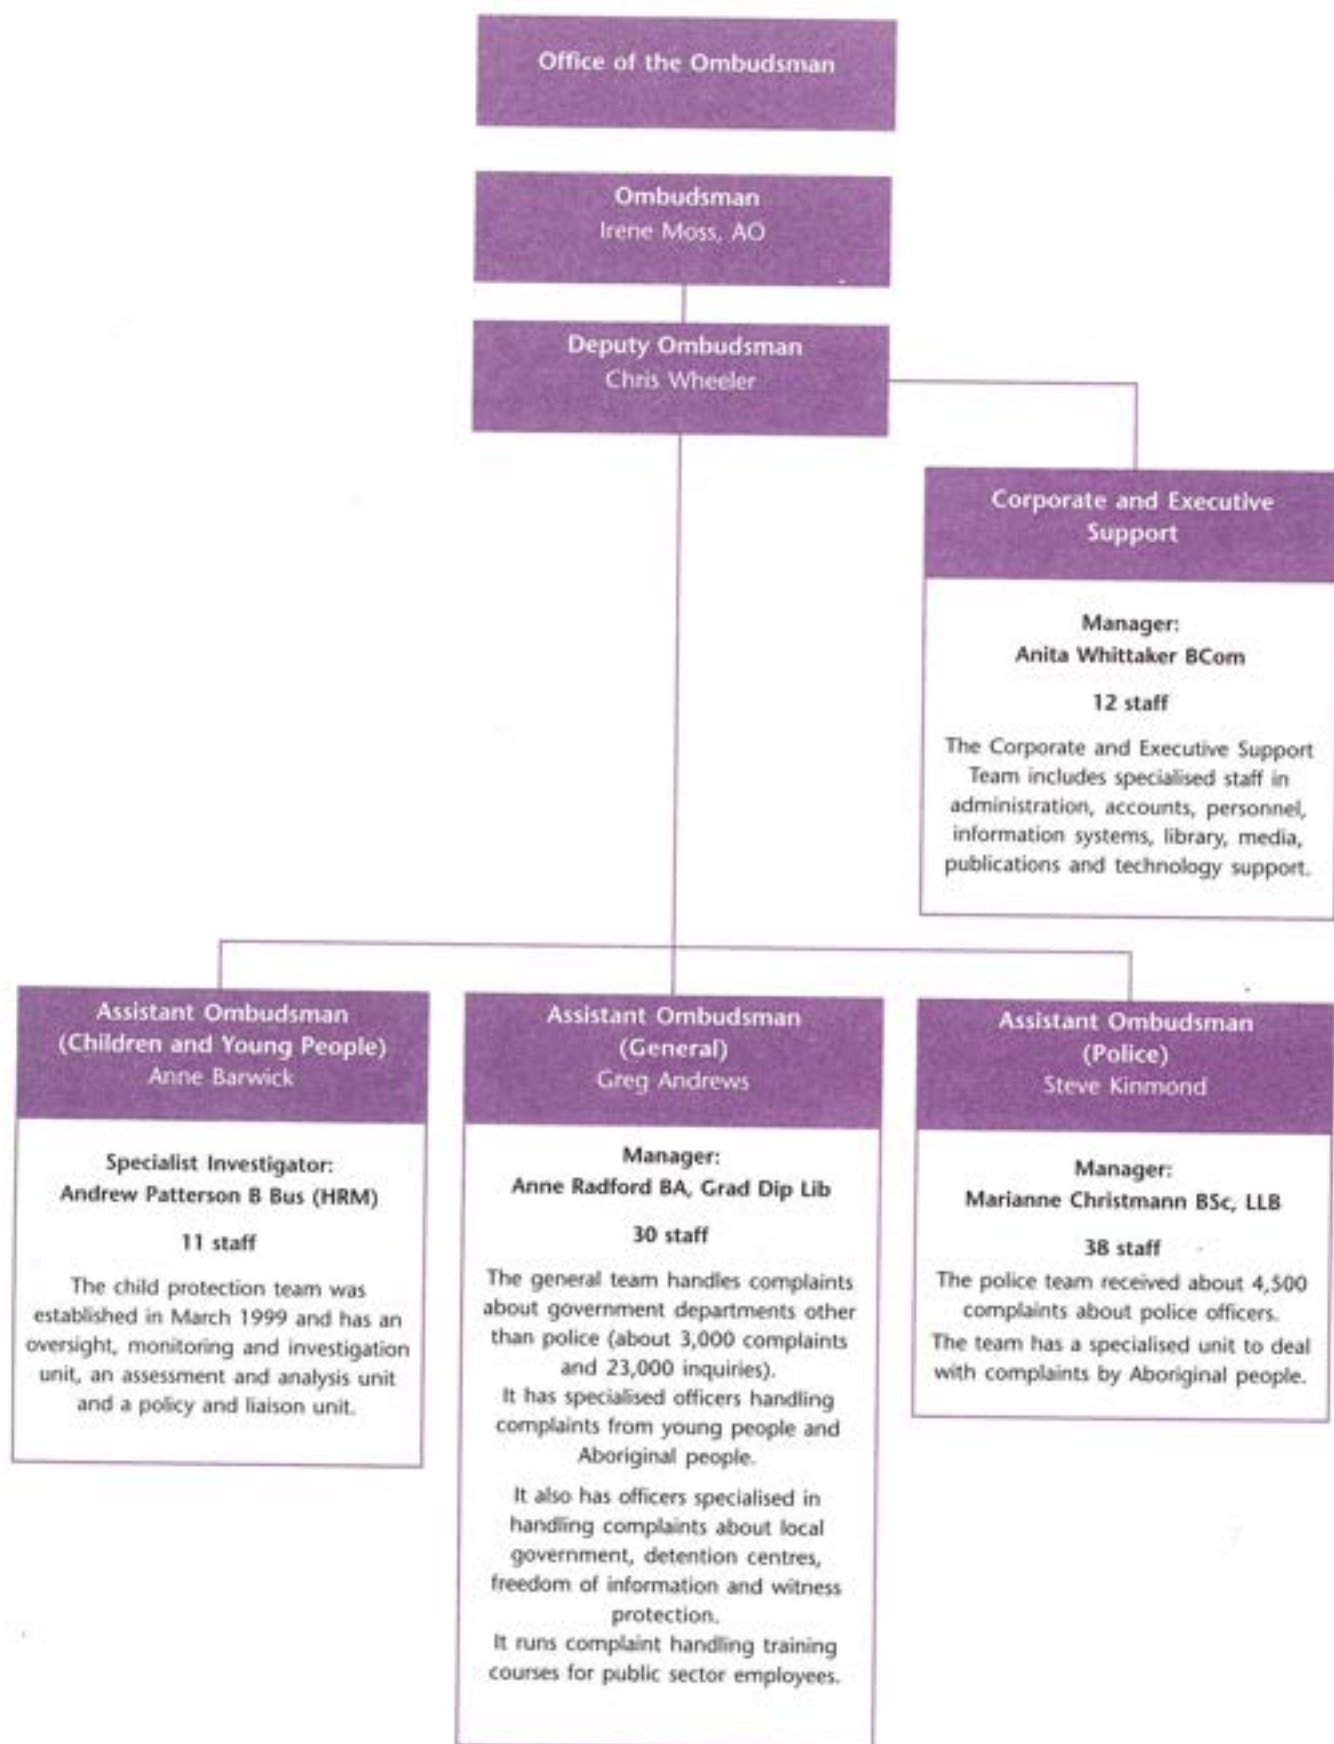 Office of the Ombudsman
Ombudsman
Irene Moss, AO
Deputy Ombudsman
Chris Wheeler
Corporate and Executive
Support
Manager:
Anita Whittaker BCom
12 staff
The Corporate and Executive Support
Team includes specialised staff in
administration, accounts, personnel,
information systems, library, media,
publications and technology support.
Assistant Ombudsman
(Children and Young People)
Anne Barwick
Specialist Investigator:
Andrew Patterson B Bus (HRM)
11 staff
The child protection team was
established in March 1999 and has an
oversight, monitoring and investigation
unit, an assessment and analysis unit
and a policy and liaison unit.
Assistant Ombudsman
(General)
Greg Andrews
Manager:
Anne Radford BA, Grad Dip Lib
30 staff
The general team handles complaints
about government departments other
than police (about 3,000 complaints
and 23,000 inquiries).
It has specialised officers handling
complaints from young people and
Aboriginal people.
It also has officers specialised in
handling complaints about local
government, detention centres,
freedom of information and witness
protection.
It runs complaint handling training
courses for public sector employees.
Assistant Ombudsman
(Police)
Steve Kinmond
Manager:
Marianne Christmann BSc, LLB
38 staff
The police team received about 4,500
complaints about police officers.
The team has a specialised unit to deal
with complaints by Aboriginal people.